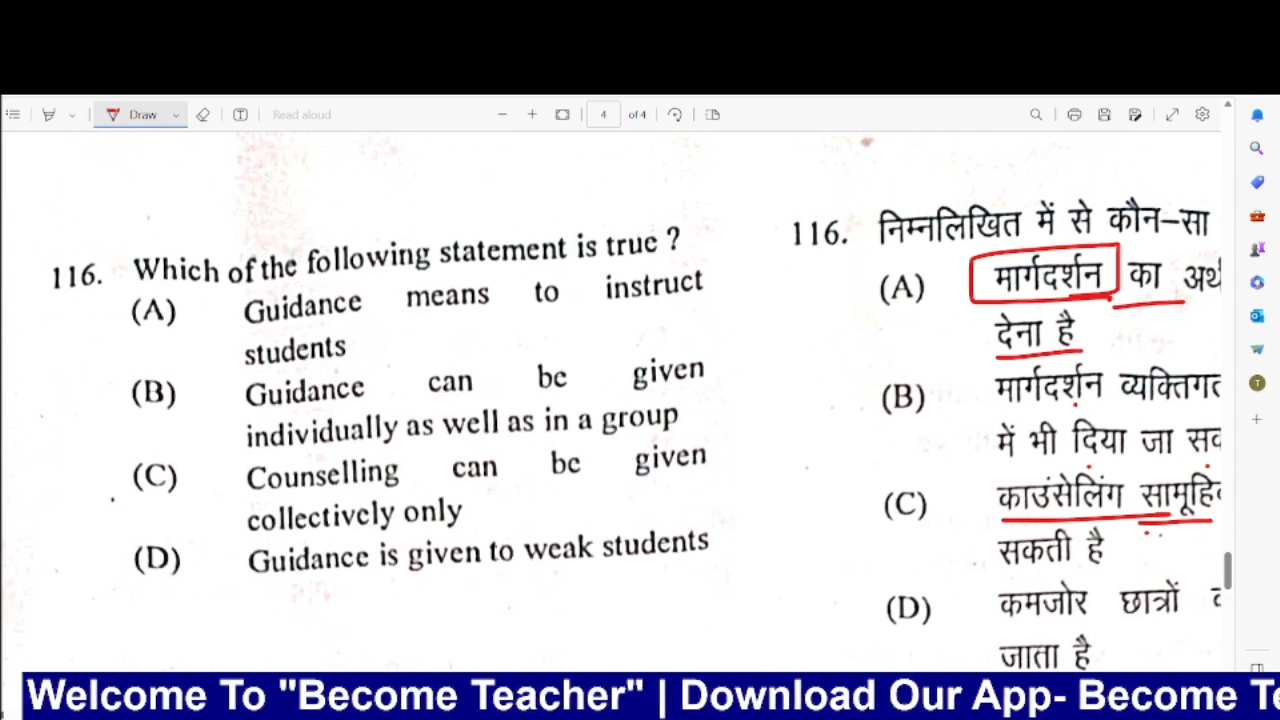 Draw
Read aloud
4
of 4
116. Which of the following statement is true ?
(A) Guidance means to instruct
students
(B) Guidance can be given
individually as well as in a group
(C) Counselling can be given
collectively only
(D) Guidance is given to weak students
116. निम्नलिखित में से कौन-सा
(A) मार्गदर्शन का
देना है
(B) मार्गदर्शन
में भी दिया जा
(C) काउंसेलिंग
सकती है
(D) कमजोर छात्रों
जाता है
T
Welcome To "Become Teacher" | Download Our App- Become